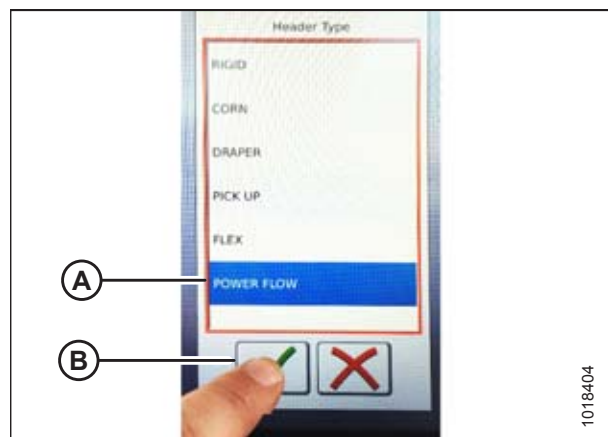 Header Type
RIGID
CORN
DRAPER
PICK UP
FLEX
A
POWER FLOW
B
1018404